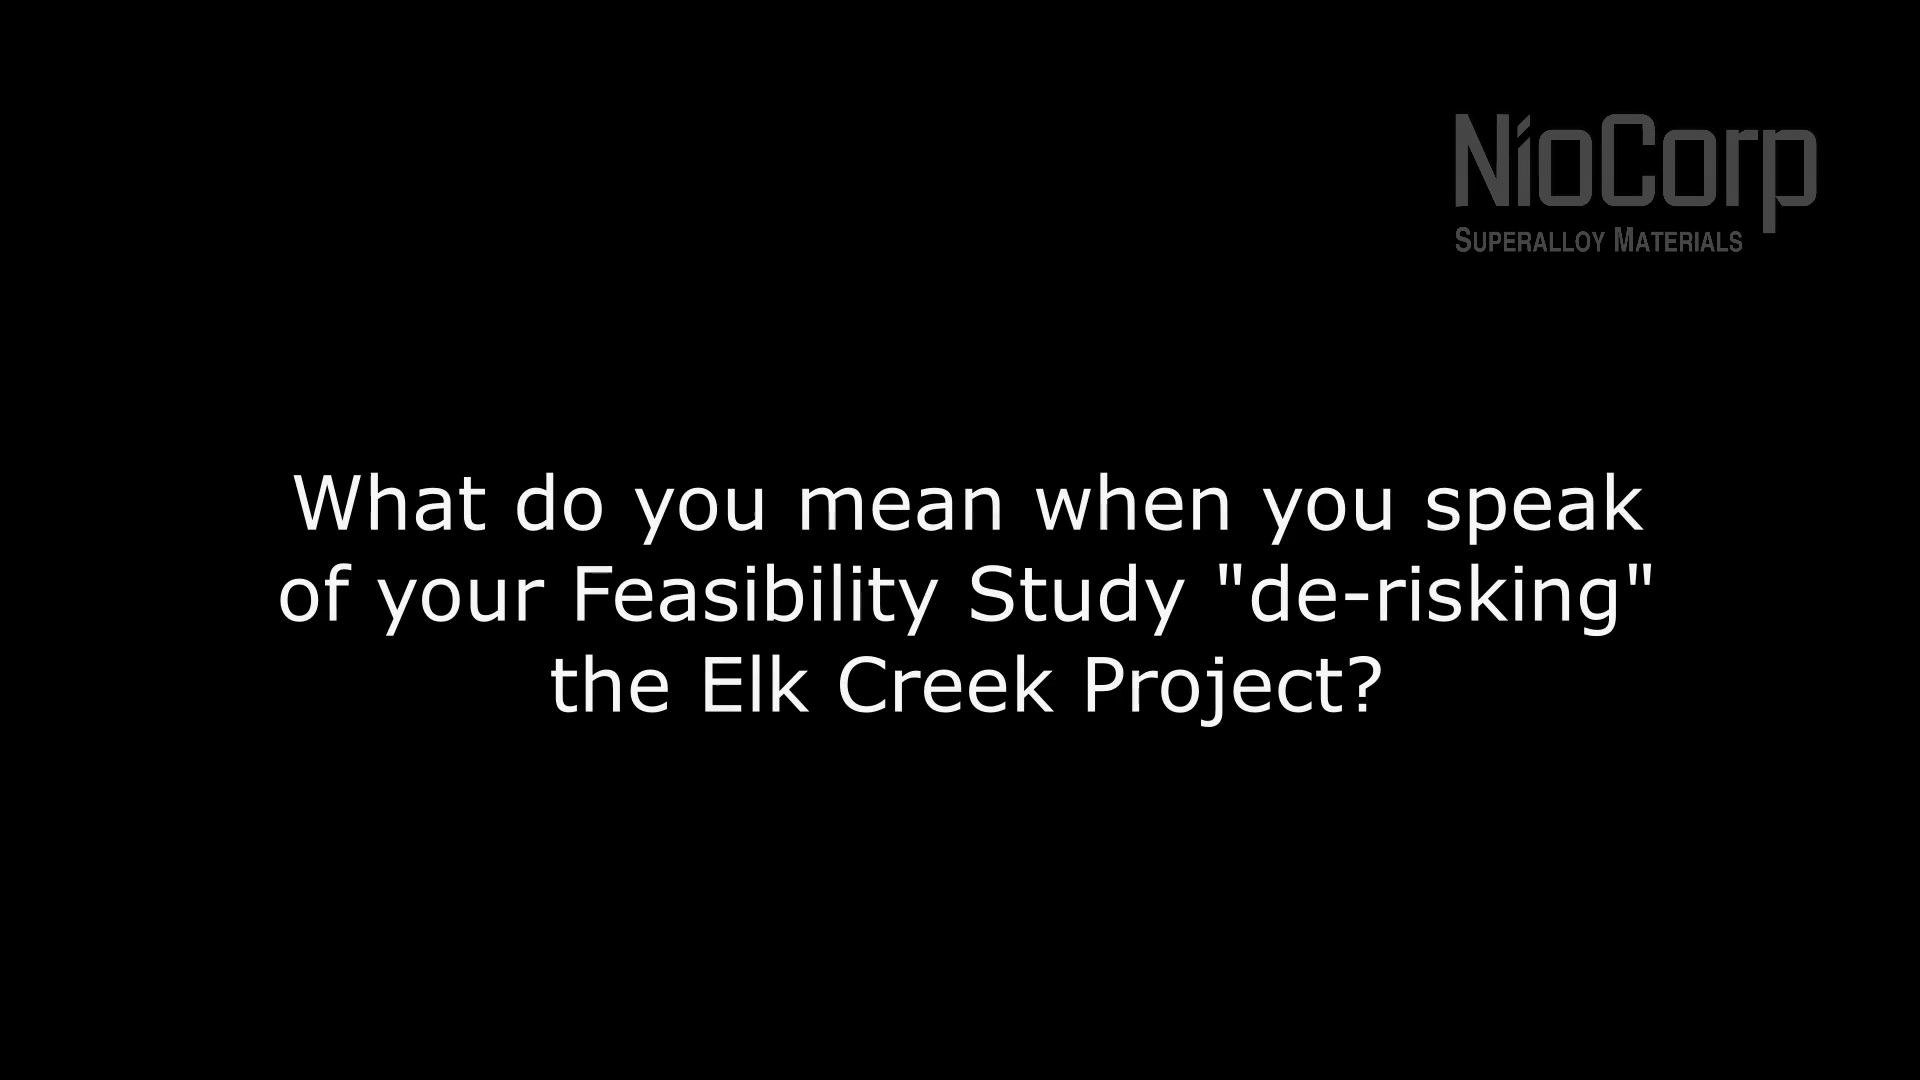 NioCorp
SUPERALLOY MATERIALS
What do you mean when you speak
of your Feasibility Study "de-risking"
the Elk Creek Project?